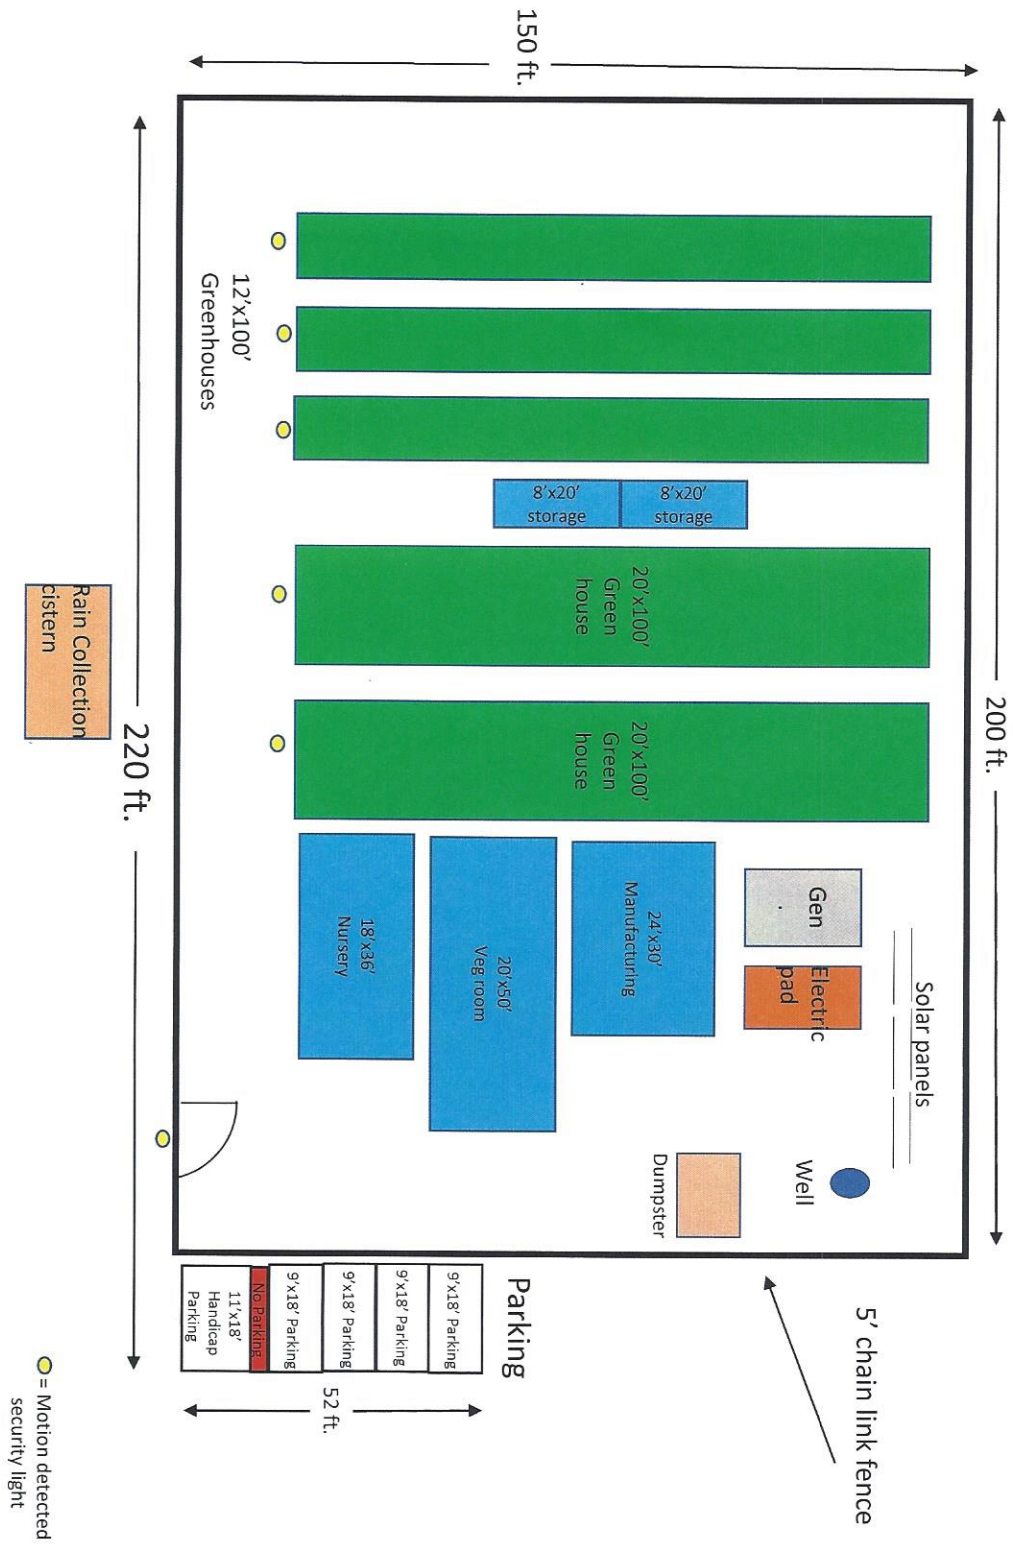 200 ft.
150 ft.
5' chain link fence
Solar panels
Well
Gen
Electric
pad
Dumpster
24'x30'
Manufacturing
20'x50'
Veg room
18'x36'
Nursery
20'x100'
Green
house
20'x100'
Green
house
8'x20'
storage
8'x20'
storage
12'x100'
Greenhouses
Parking
9'x18' Parking
9'x18' Parking
9'x18' Parking
9'x18' Parking
No Parking
11'x18'
Handicap
Parking
52 ft.
220 ft.
Rain Collection
cistern
= Motion detected
security light